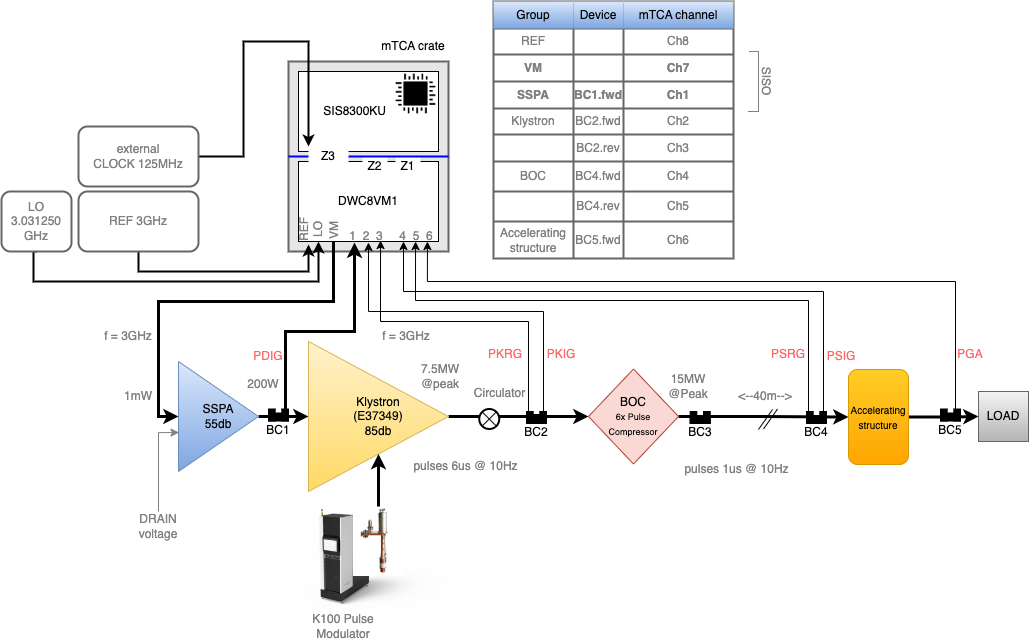 mTCA crate
SIS8300KU
Z3
Z2
Z1
DWC8VM1
REF
LO
VM
1
2
3
4
5
6
external
CLOCK 125MHz
LO
3.031250
GHz
REF 3GHz
Group Device mTCA channel
REF Ch8
VM Ch7
SSPA BC1.fwd Ch1
Klystron BC2.fwd Ch2
BC2.rev Ch3
BOC BC4.fwd Ch4
BC4.rev Ch5
Accelerating
structure BC5.fwd Ch6
SISO
f = 3GHz
f = 3GHz
PDIG
PKRG
PKIG
PSRG
PSIG
PGA
1mW
200W
7.5MW
@peak
Circulator
15MW
@Peak
<--40m-->
SSPA
55db
BC1
Klystron
(E37349)
85db
BC2
BOC
6x Pulse
Compressor
BC3
BC4
Accelerating
structure
BC5
LOAD
pulses 6us @ 10Hz
pulses 1us @ 10Hz
DRAIN
voltage
K100 Pulse
Modulator